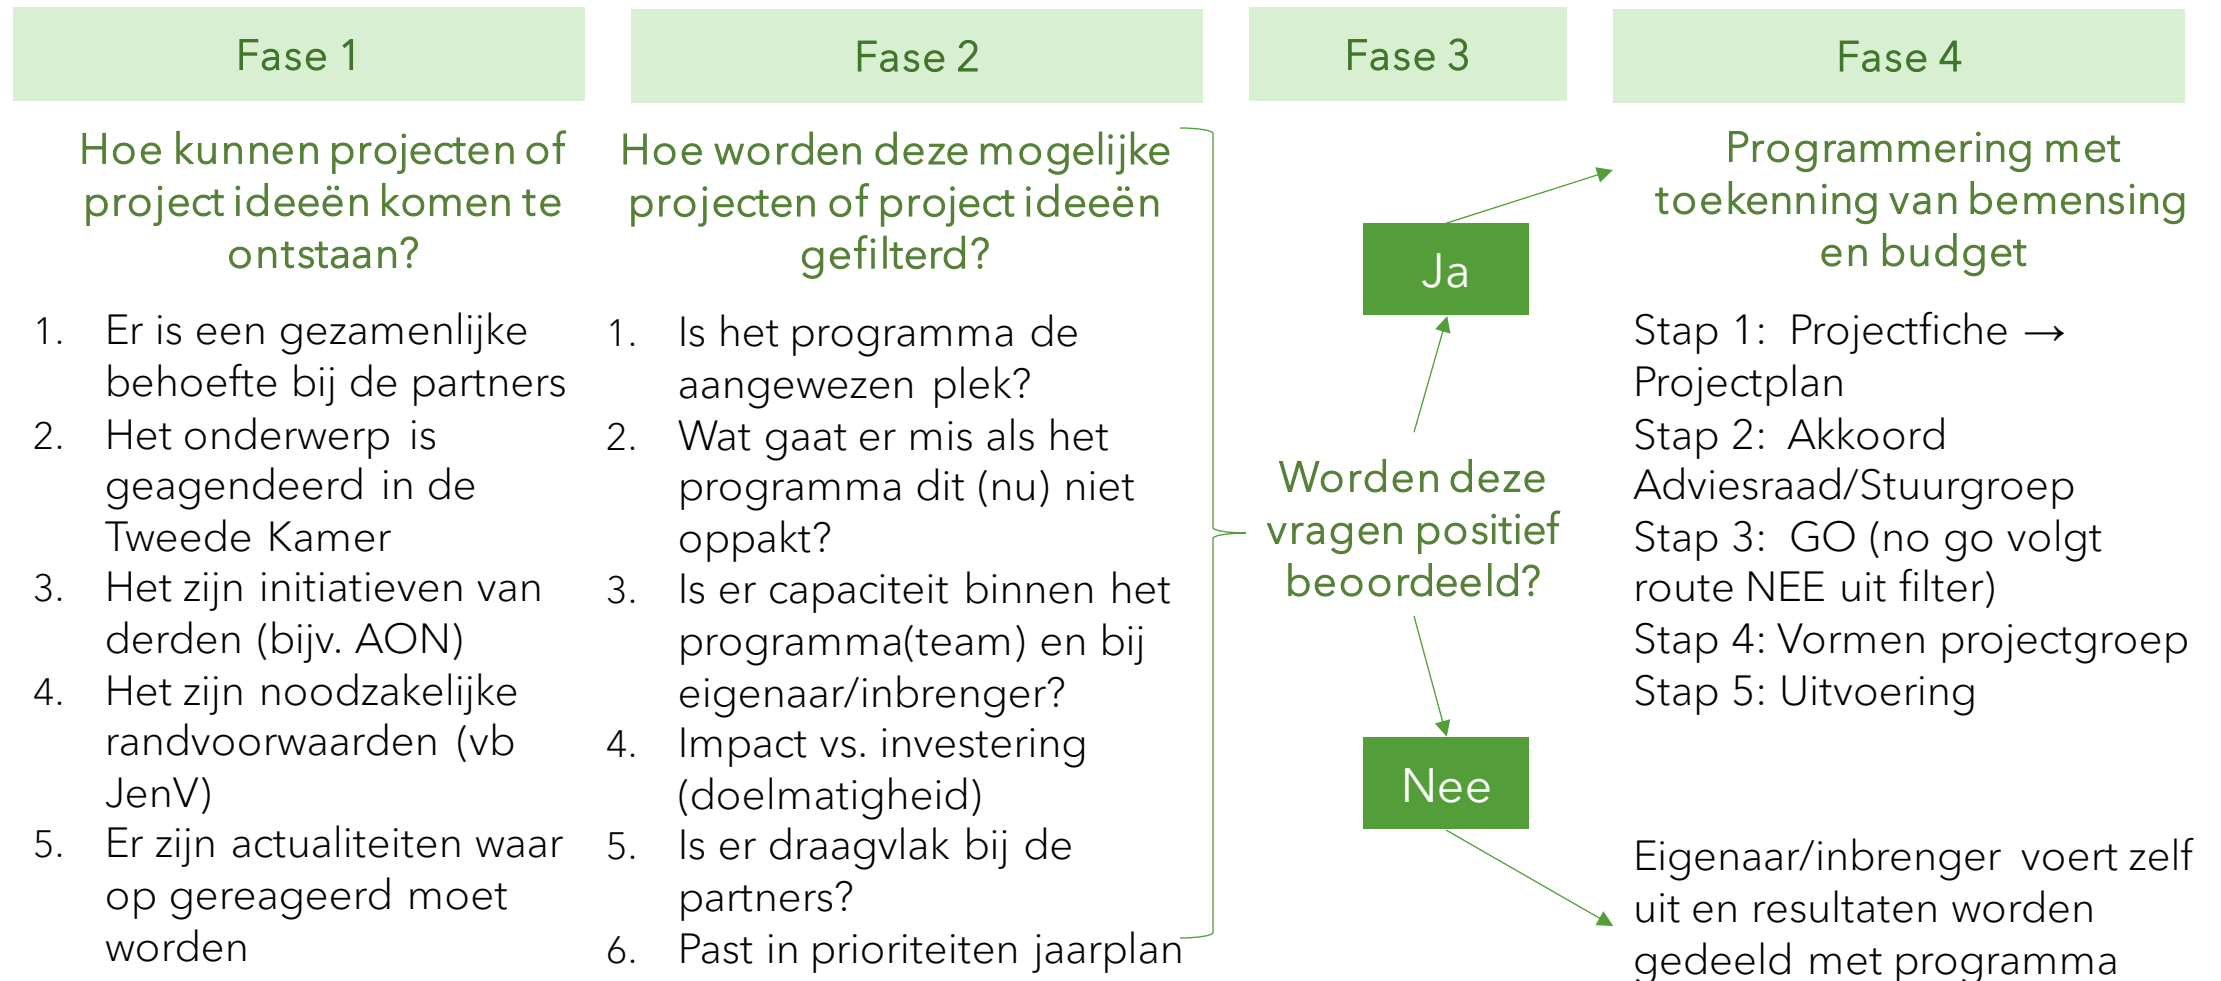 Fase 1
Hoe kunnen projecten of
project ideeën komen te
ontstaan?
1. Er is een gezamenlijke
behoefte bij de partners
2. Het onderwerp is
geagendeerd in de
Tweede Kamer
3. Het zijn initiatieven van
derden (bijv. AON)
4. Het zijn noodzakelijke
randvoorwaarden (vb
JenV)
5. Er zijn actualiteiten waar
op gereageerd moet
worden
Fase 2
Hoe worden deze mogelijke
projecten of project ideeën
gefilterd?
1. Is het programma de
aangewezen plek?
2. Wat gaat er mis als het
programma dit (nu) niet
oppakt?
3. Is er capaciteit binnen het
programma(team) en bij
eigenaar/inbrenger?
4. Impact vs. investering
(doelmatigheid)
5. Is er draagvlak bij de
partners?
6. Past in prioriteiten jaarplan
Fase 3
Ja
Worden deze
vragen positief
beoordeeld?
Nee
Fase 4
Programmering met
toekenning van bemensing
en budget
Stap 1: Projectfiche →
Projectplan
Stap 2: Akkoord
Adviesraad/Stuurgroep
Stap 3: GO (no go volgt
route NEE uit filter)
Stap 4: Vormen projectgroep
Stap 5: Uitvoering
Eigenaar/inbrenger voert zelf
uit en resultaten worden
gedeeld met programma